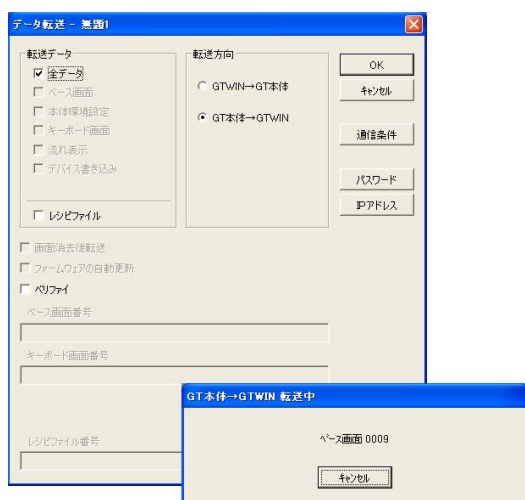 データ転送 - 無題1
転送データ
全データ
ベース画面
本体環境設定
キーボード画面
流れ表示
デバイス書き込み
レシピファイル
転送方向
GTWIN→GT本体
GT本体→GTWIN
OK
キャンセル
通信条件
パスワード
IPアドレス
画面消去後転送
ファームウェアの自動更新
ベリファイ
ベース画面番号
キーボード画面番号
レシピファイル番号
GT本体→GTWIN 転送中
ベース画面 0009
キャンセル